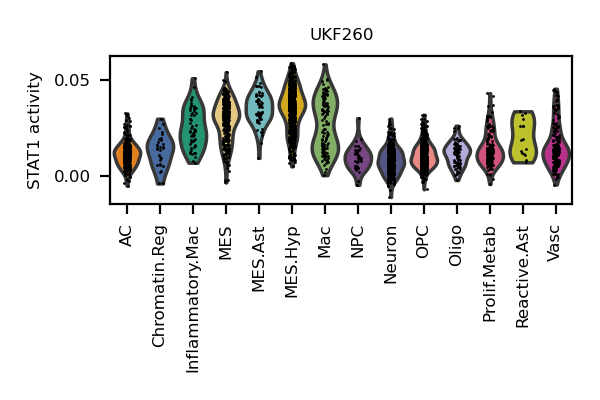 UKF260
STAT1 activity
0.05
0.00
AC
Chromatin.Reg
Inflammatory.Mac
MES
MES.Ast
MES.Hyp
Mac
NPC
Neuron
OPC
Oligo
Prolif.Metab
Reactive.Ast
Vasc